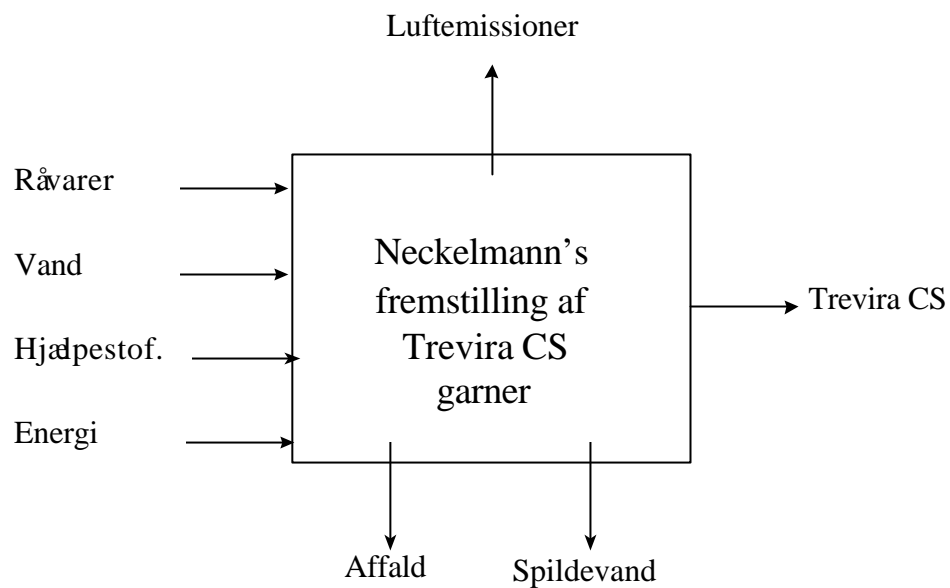 Luftemissioner
Råvarer
Vand
Hjælpestof.
Energi
Neckelmann’s
fremstilling af
Trevira CS
garner
Trevira CS
Affald
Spildevand